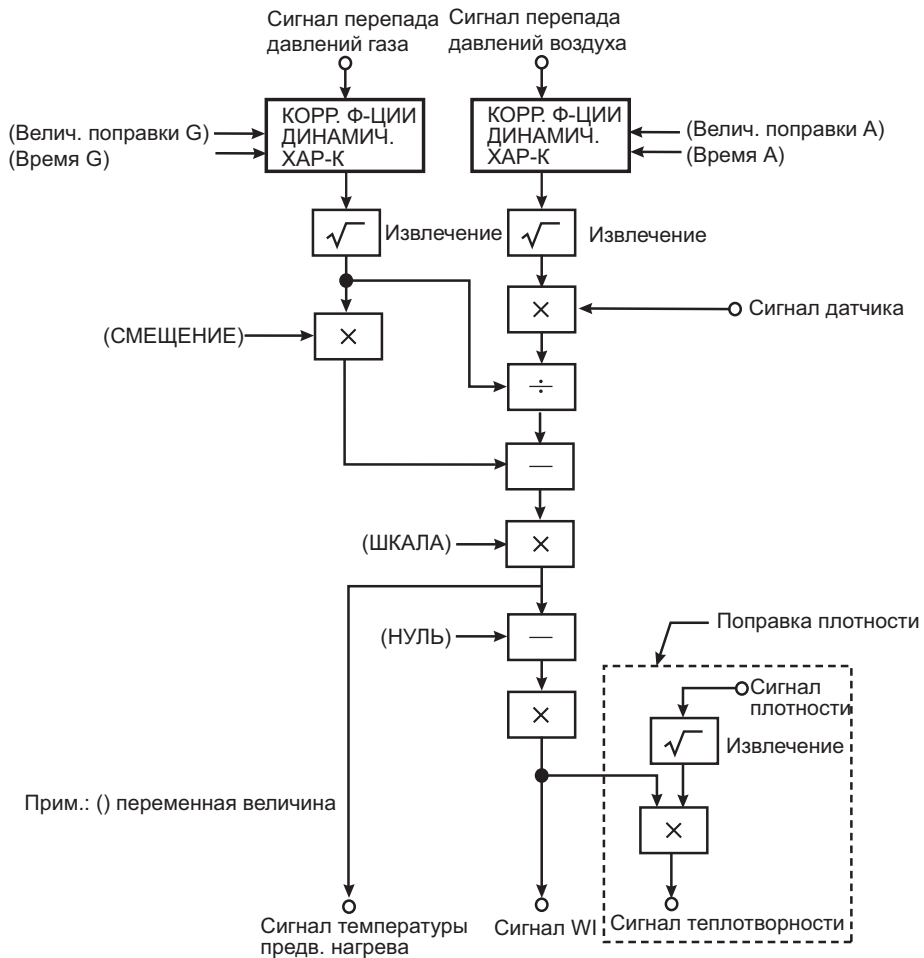 Сигнал перепада
давлений газа
Сигнал перепада
давлений воздуха
КОРР. Ф-ЦИИ
ДИНАМИЧ.
ХАР-К
КОРР. Ф-ЦИИ
ДИНАМИЧ.
ХАР-К
(Велич. поправки G)
(Время G)
(Велич. поправки A)
(Время A)
√
Извлечение
√
Извлечение
×
Сигнал датчика
(СМЕЩЕНИЕ)
×
÷
—
(ШКАЛА)
×
(НУЛЬ)
—
Поправка плотности
×
Сигнал
плотности
√
Извлечение
Прим.: () переменная величина
×
Сигнал температуры
предв. нагрева
Сигнал WI
Сигнал теплотворности